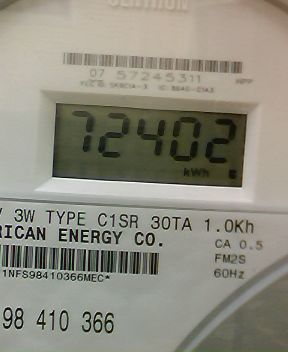 CENTRON
07 57245311
72402
kWh
V 3W TYPE C1SR 30TA 1.0Kh
RICAN ENERGY CO.
CA 0.5
FM2S
60Hz
1NFS98410366MEC*
98 410 366